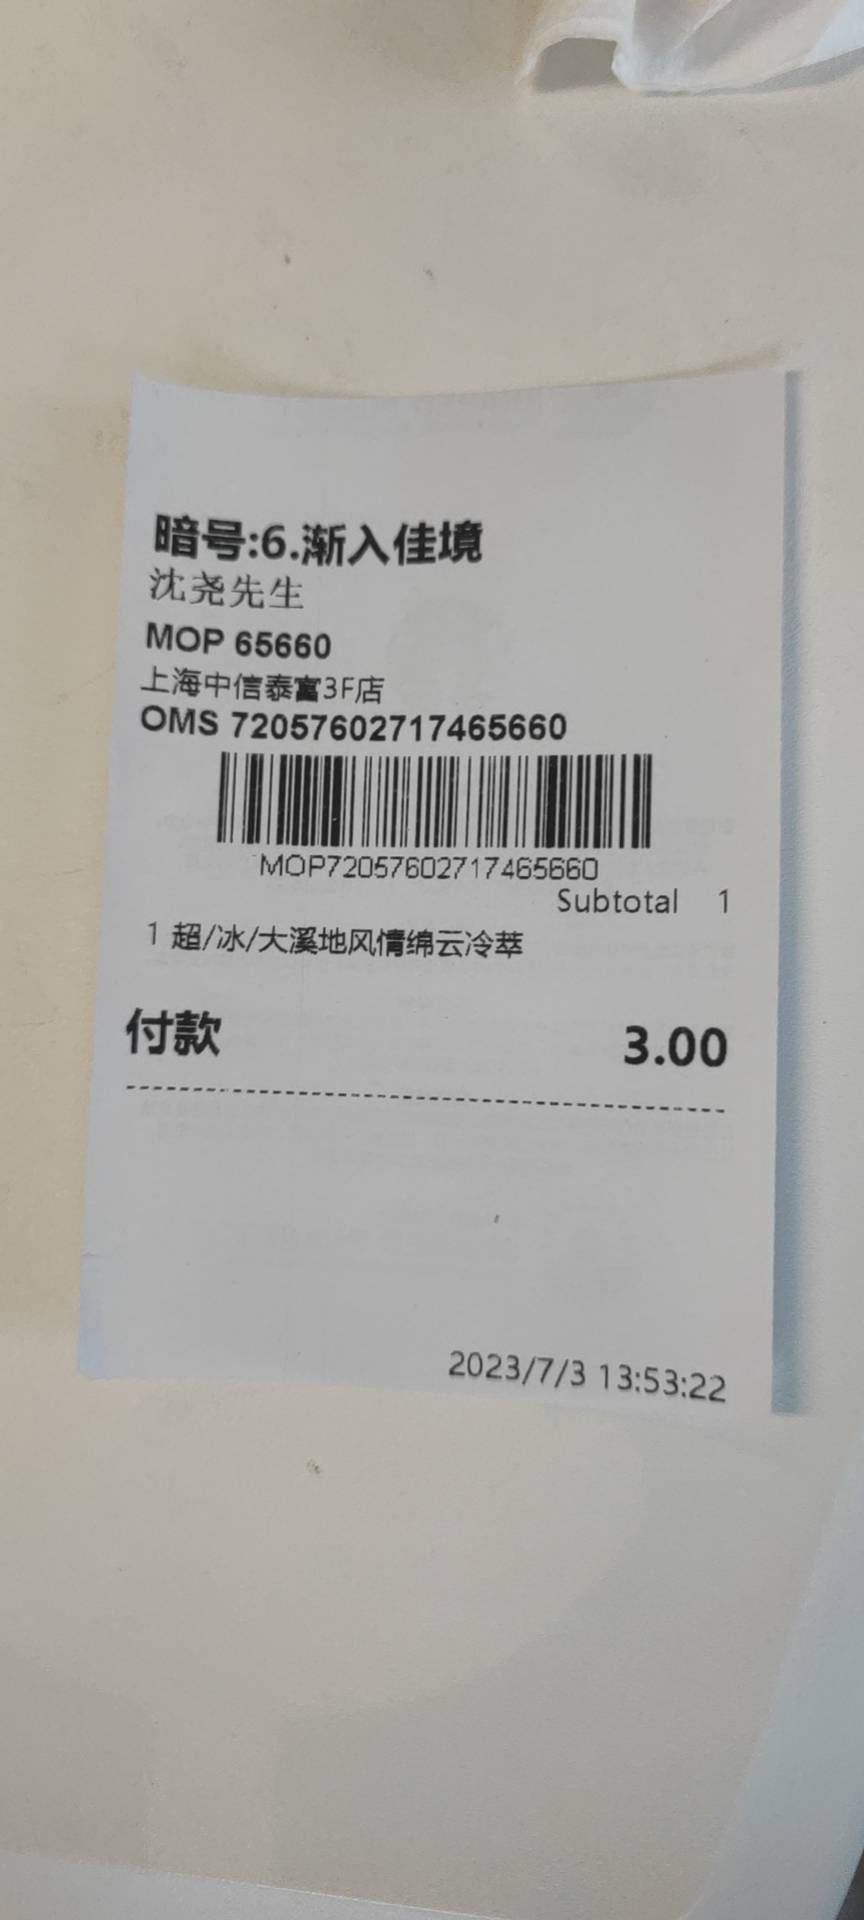 暗号:6.渐入佳境
沈尧先生
MOP 65660
上海中信泰富3F店
OMS 72057602717465660
MOP72057602717465660
Subtotal 1
1 超/冰/大溪地风情绵云冷萃
付款 3.00
2023/7/3 13:53:22